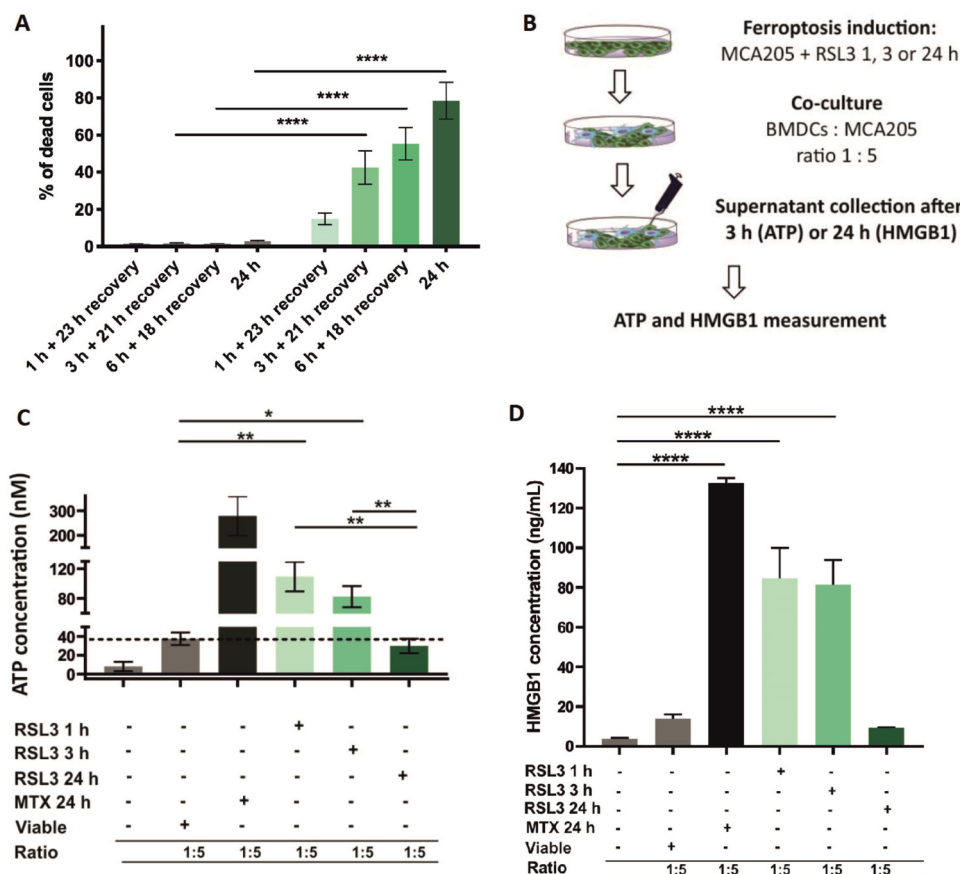 A
% of dead cells
100
80
60
40
20
0
****
****
****
1 h + 23 h recovery
3 h + 21 h recovery
6 h + 18 h recovery
24 h
1 h + 23 h recovery
3 h + 21 h recovery
6 h + 18 h recovery
24 h
B
Ferroptosis induction:
MCA205 + RSL3 1, 3 or 24 h
Co-culture
BMDCs : MCA205
ratio 1 : 5
Supernatant collection after
3 h (ATP) or 24 h (HMGB1)
ATP and HMGB1 measurement
C
ATP concentration (nM)
300
200
120
80
40
20
0
*
**
**
**
RSL3 1 h - - - + - -
RSL3 3 h - - - - + -
RSL3 24 h - - - - - +
MTX 24 h - - + - - -
Viable - + - - - -
Ratio 1:5 1:5 1:5 1:5 1:5
D
HMGB1 concentration (ng/mL)
140
120
100
80
60
40
20
0
****
****
****
RSL3 1 h - - - + - -
RSL3 3 h - - - - + -
RSL3 24 h - - - - - +
MTX 24 h - - + - - -
Viable - + - - - -
Ratio 1:5 1:5 1:5 1:5 1:5